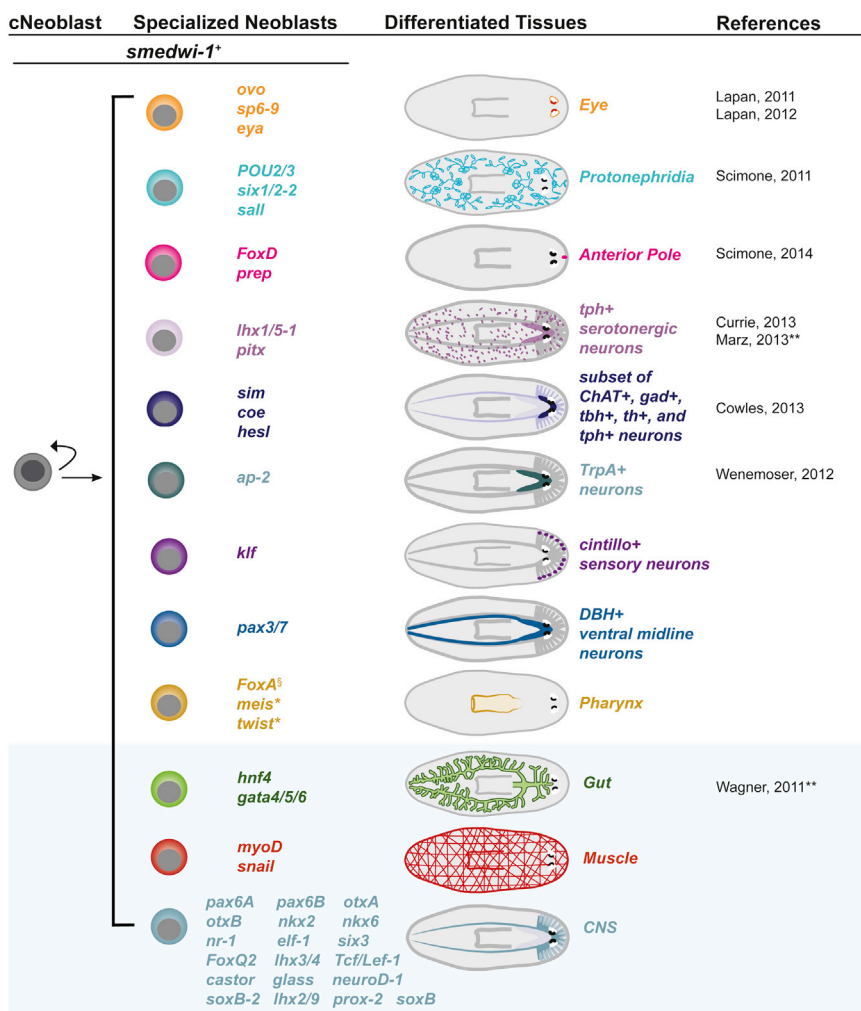 cNeoblast Specialized Neoblasts Differentiated Tissues References
smedwi-1⁺
ovo
sp6-9
eya
Eye
Lapan, 2011
Lapan, 2012
POU2/3
six1/2-2
sall
Protonephridia
Scimone, 2011
FoxD
prep
Anterior Pole
Scimone, 2014
lhx1/5-1
pitx
tph+
serotonergic
neurons
Currie, 2013
Marz, 2013**
sim
coe
hesl
subset of
ChAT+, gad+,
tbh+, th+, and
tph+ neurons
Cowles, 2013
ap-2
TrpA+
neurons
Wenemoser, 2012
klf
cintillo+
sensory neurons
pax3/7
DBH+
ventral midline
neurons
FoxA§
meis*
twist*
Pharynx
hnf4
gata4/5/6
Gut
Wagner, 2011**
myoD
snail
Muscle
pax6A pax6B otxA
otxB nkx2 nkx6
nr-1 elf-1 six3
FoxQ2 lhx3/4 Tcf/Lef-1
castor glass neuroD-1
soxB-2 lhx2/9 prox-2 soxB
CNS